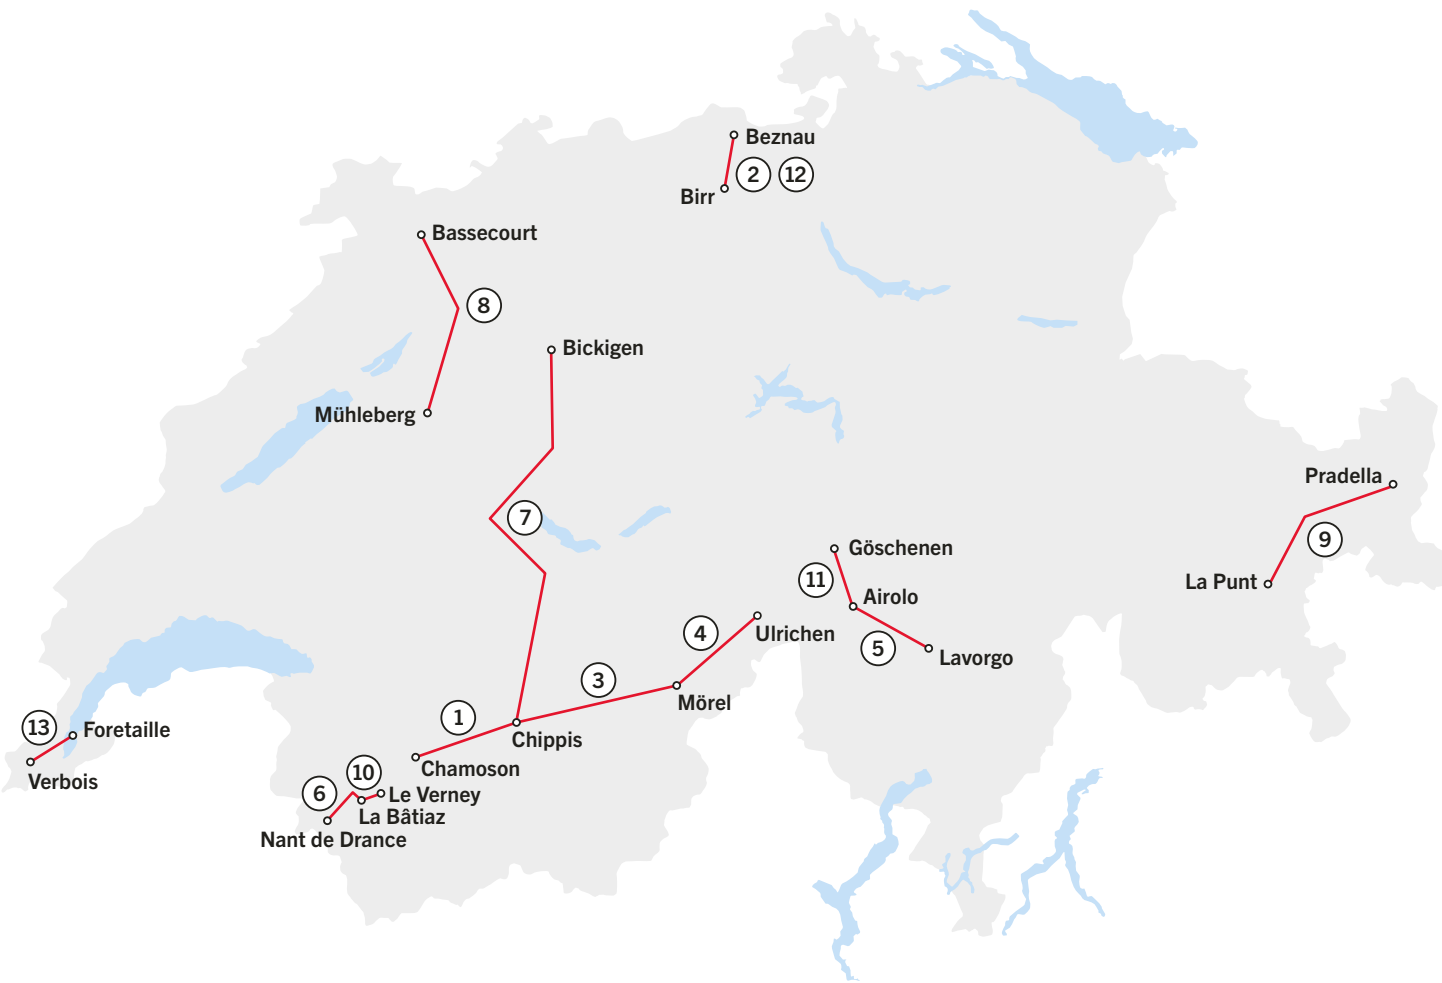 Beznau
2
12
Birr
Bassecourt
8
Bickigen
Mühleberg
Pradella
7
9
Göschenen
La Punt
11
Airolo
4
Ulrichen
5
Lavorgo
3
Mörel
1
13
Foretaille
Chippis
Chamoson
10
Verbois
6
Le Verney
La Bâtiaz
Nant de Drance